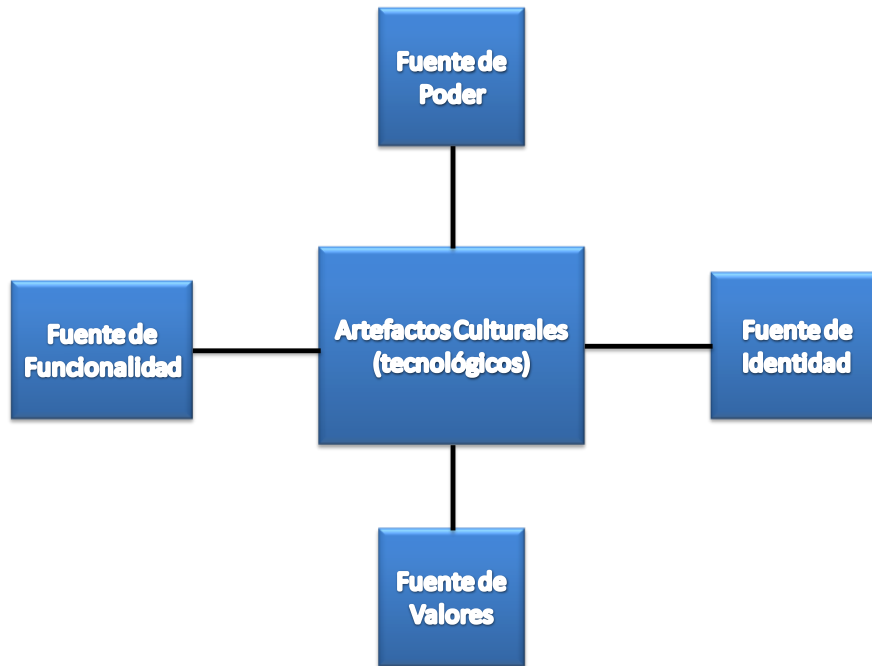 Fuente de
Poder
Fuente de
Funcionalidad
Artefactos Culturales
(tecnológicos)
Fuente de
Identidad
Fuente de
Valores